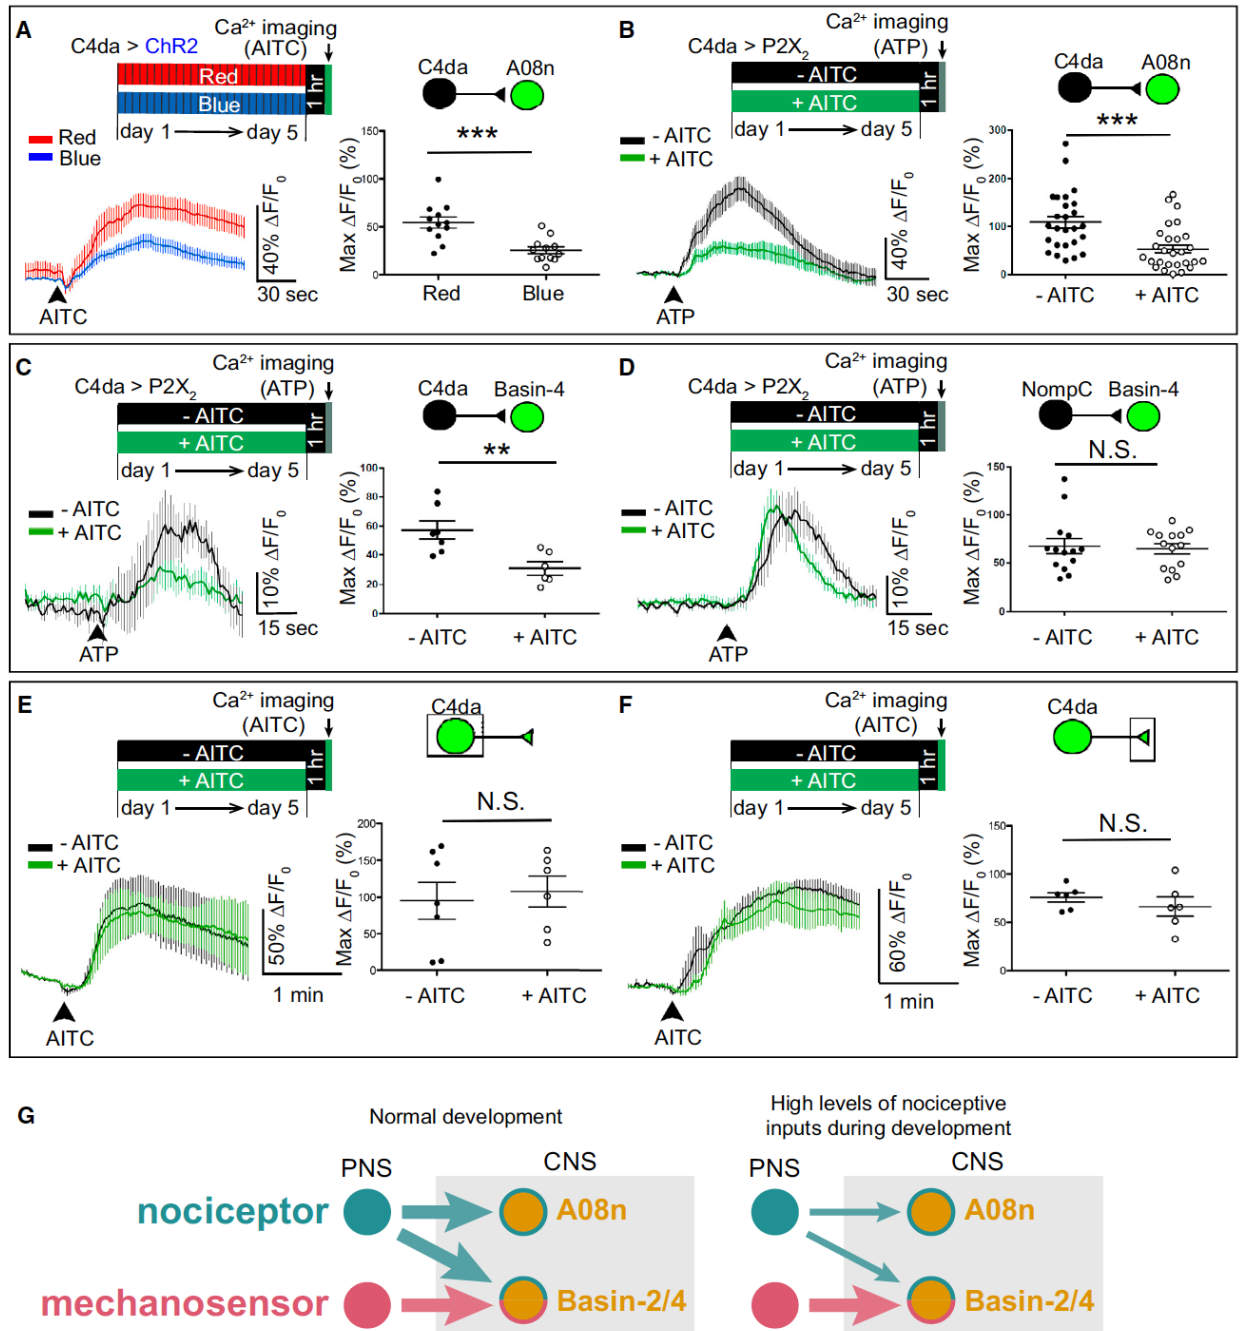 A
C4da > ChR2
Ca²⁺ imaging
(AITC)
Red
Blue
1 hr
day 1
day 5
Red
Blue
40% ΔF/F₀
30 sec
AITC
C4da
A08n
***
Max ΔF/F₀ (%)
150
100
50
0
Red
Blue
B
C4da > P2X₂
Ca²⁺ imaging
(ATP)
- AITC
+ AITC
1 hr
day 1
day 5
- AITC
+ AITC
40% ΔF/F₀
30 sec
ATP
C4da
A08n
***
Max ΔF/F₀ (%)
300
200
100
0
- AITC
+ AITC
C
C4da > P2X₂
Ca²⁺ imaging
(ATP)
- AITC
+ AITC
1 hr
day 1
day 5
- AITC
+ AITC
10% ΔF/F₀
15 sec
ATP
C4da
Basin-4
**
Max ΔF/F₀ (%)
100
80
60
40
20
0
- AITC
+ AITC
D
C4da > P2X₂
Ca²⁺ imaging
(ATP)
- AITC
+ AITC
1 hr
day 1
day 5
- AITC
+ AITC
10% ΔF/F₀
15 sec
ATP
NompC
Basin-4
N.S.
Max ΔF/F₀ (%)
150
100
50
0
- AITC
+ AITC
E
Ca²⁺ imaging
(AITC)
- AITC
+ AITC
1 hr
day 1
day 5
- AITC
+ AITC
50% ΔF/F₀
1 min
AITC
C4da
N.S.
Max ΔF/F₀ (%)
200
150
100
50
0
- AITC
+ AITC
F
Ca²⁺ imaging
(AITC)
- AITC
+ AITC
1 hr
day 1
day 5
- AITC
+ AITC
60% ΔF/F₀
1 min
AITC
C4da
N.S.
Max ΔF/F₀ (%)
150
100
50
0
- AITC
+ AITC
G
Normal development
PNS
CNS
nociceptor
A08n
mechanosensor
Basin-2/4
High levels of nociceptive
inputs during development
PNS
CNS
A08n
Basin-2/4